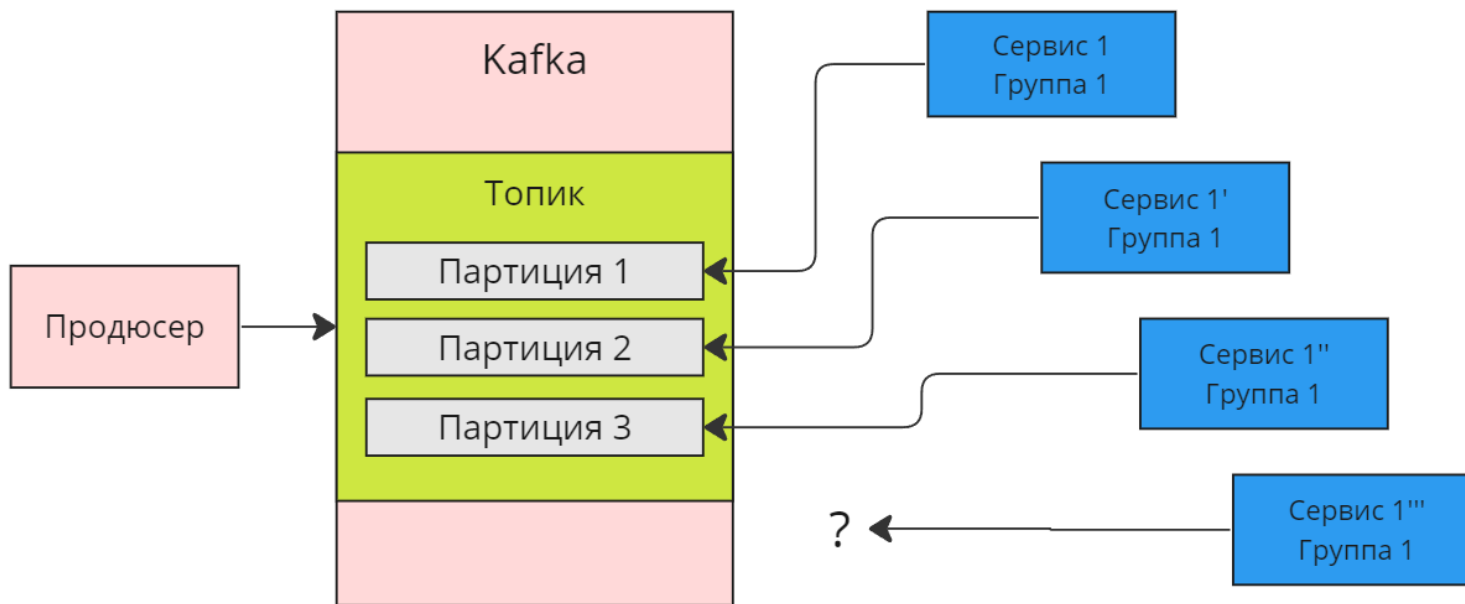 Kafka
Сервис 1
Группа 1
Топик
Сервис 1'
Группа 1
Партиция 1
Продюсер
Партиция 2
Сервис 1''
Группа 1
Партиция 3
?
Сервис 1'''
Группа 1